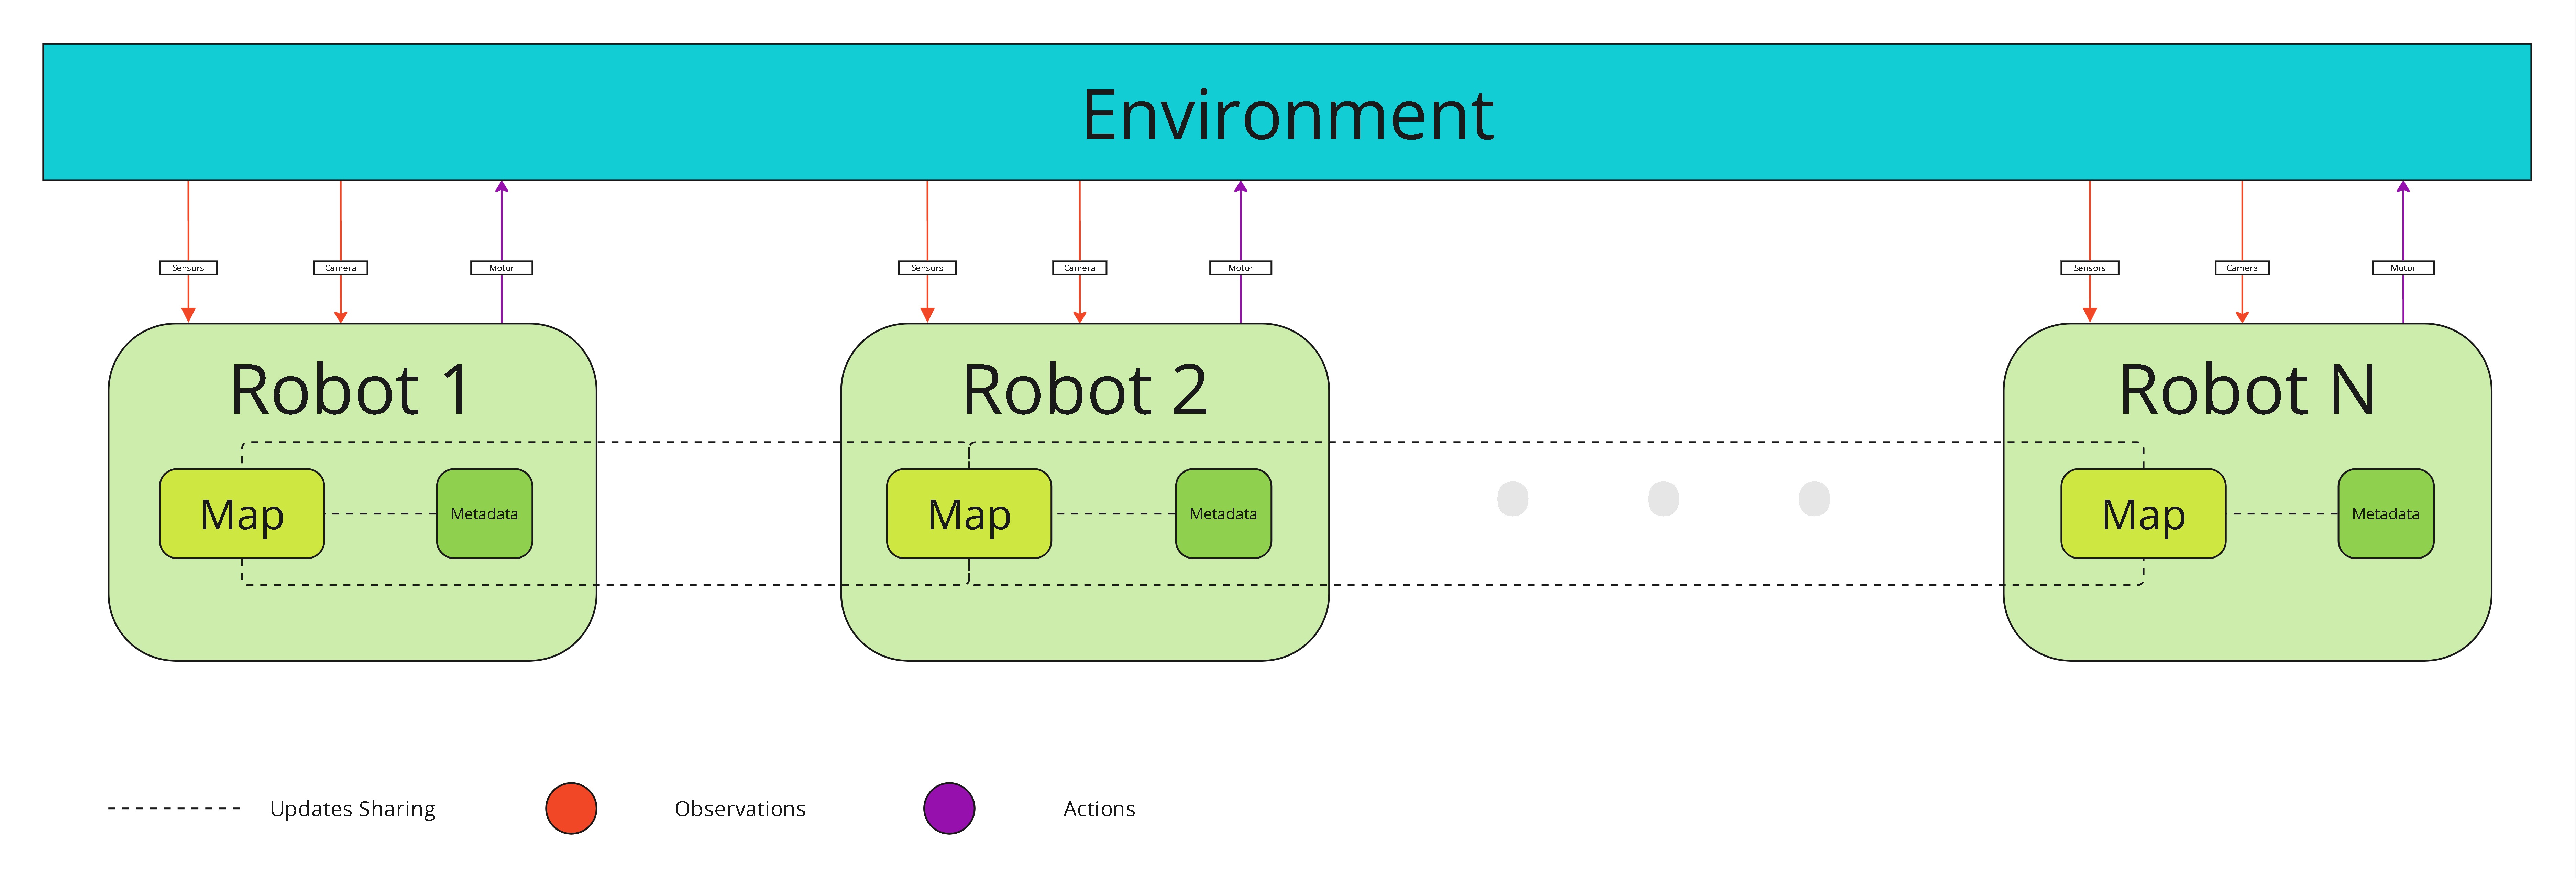 Environment
Sensors
Camera
Motor
Sensors
Camera
Motor
Sensors
Camera
Motor
Robot 1
Robot 2
Robot N
Map
Metadata
Map
Metadata
Map
Metadata
Updates Sharing
Observations
Actions